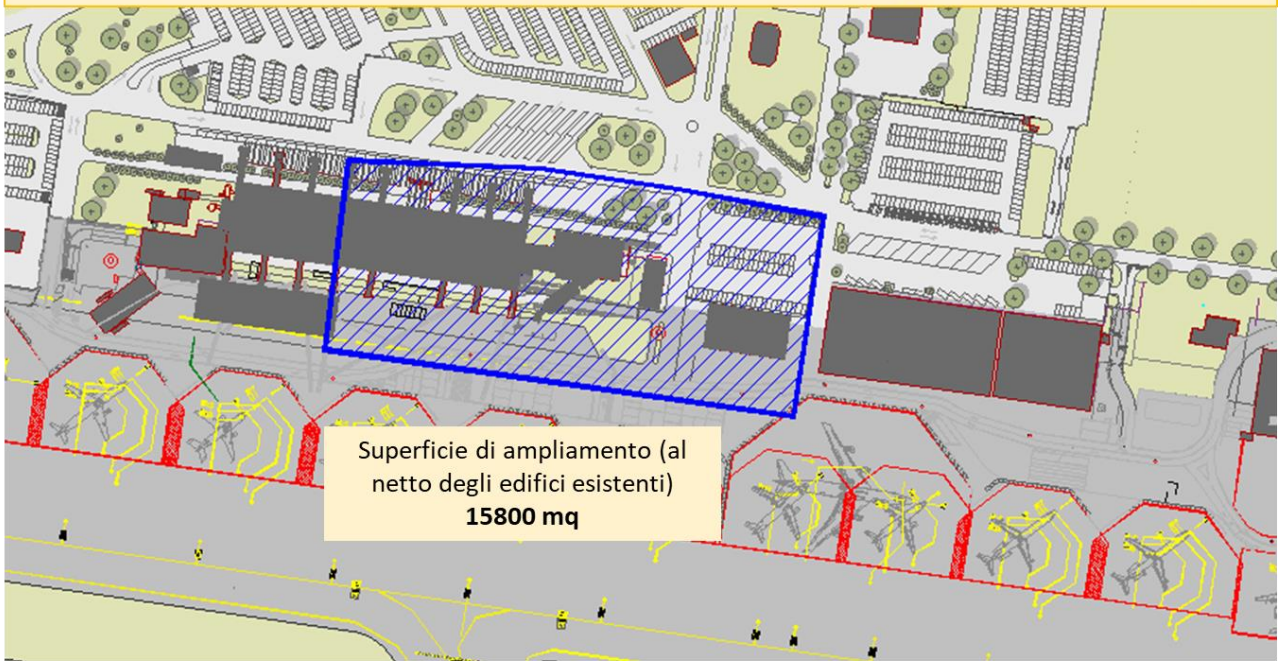 Superficie di ampliamento (al
netto degli edifici esistenti)
15800 mq